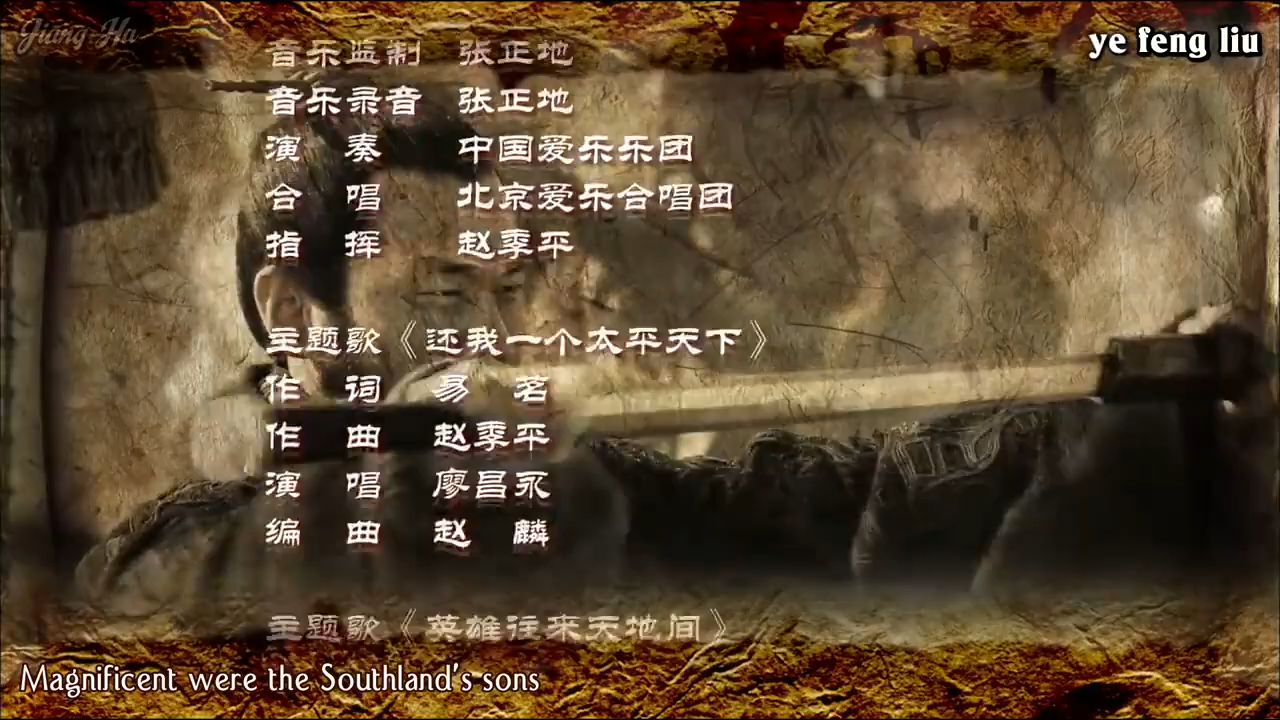 Jiang-Hu
ye feng liu
音乐监制 张正地
音乐录音 张正地
演 奏 中国爱乐乐团
合 唱 北京爱乐合唱团
指 挥 赵季平
主题歌《还我一个太平天下》
作 词 易 茗
作 曲 赵季平
演 唱 廖昌永
编 曲 赵 麟
主题歌《英雄往来天地间》
Magnificent were the Southland's sons